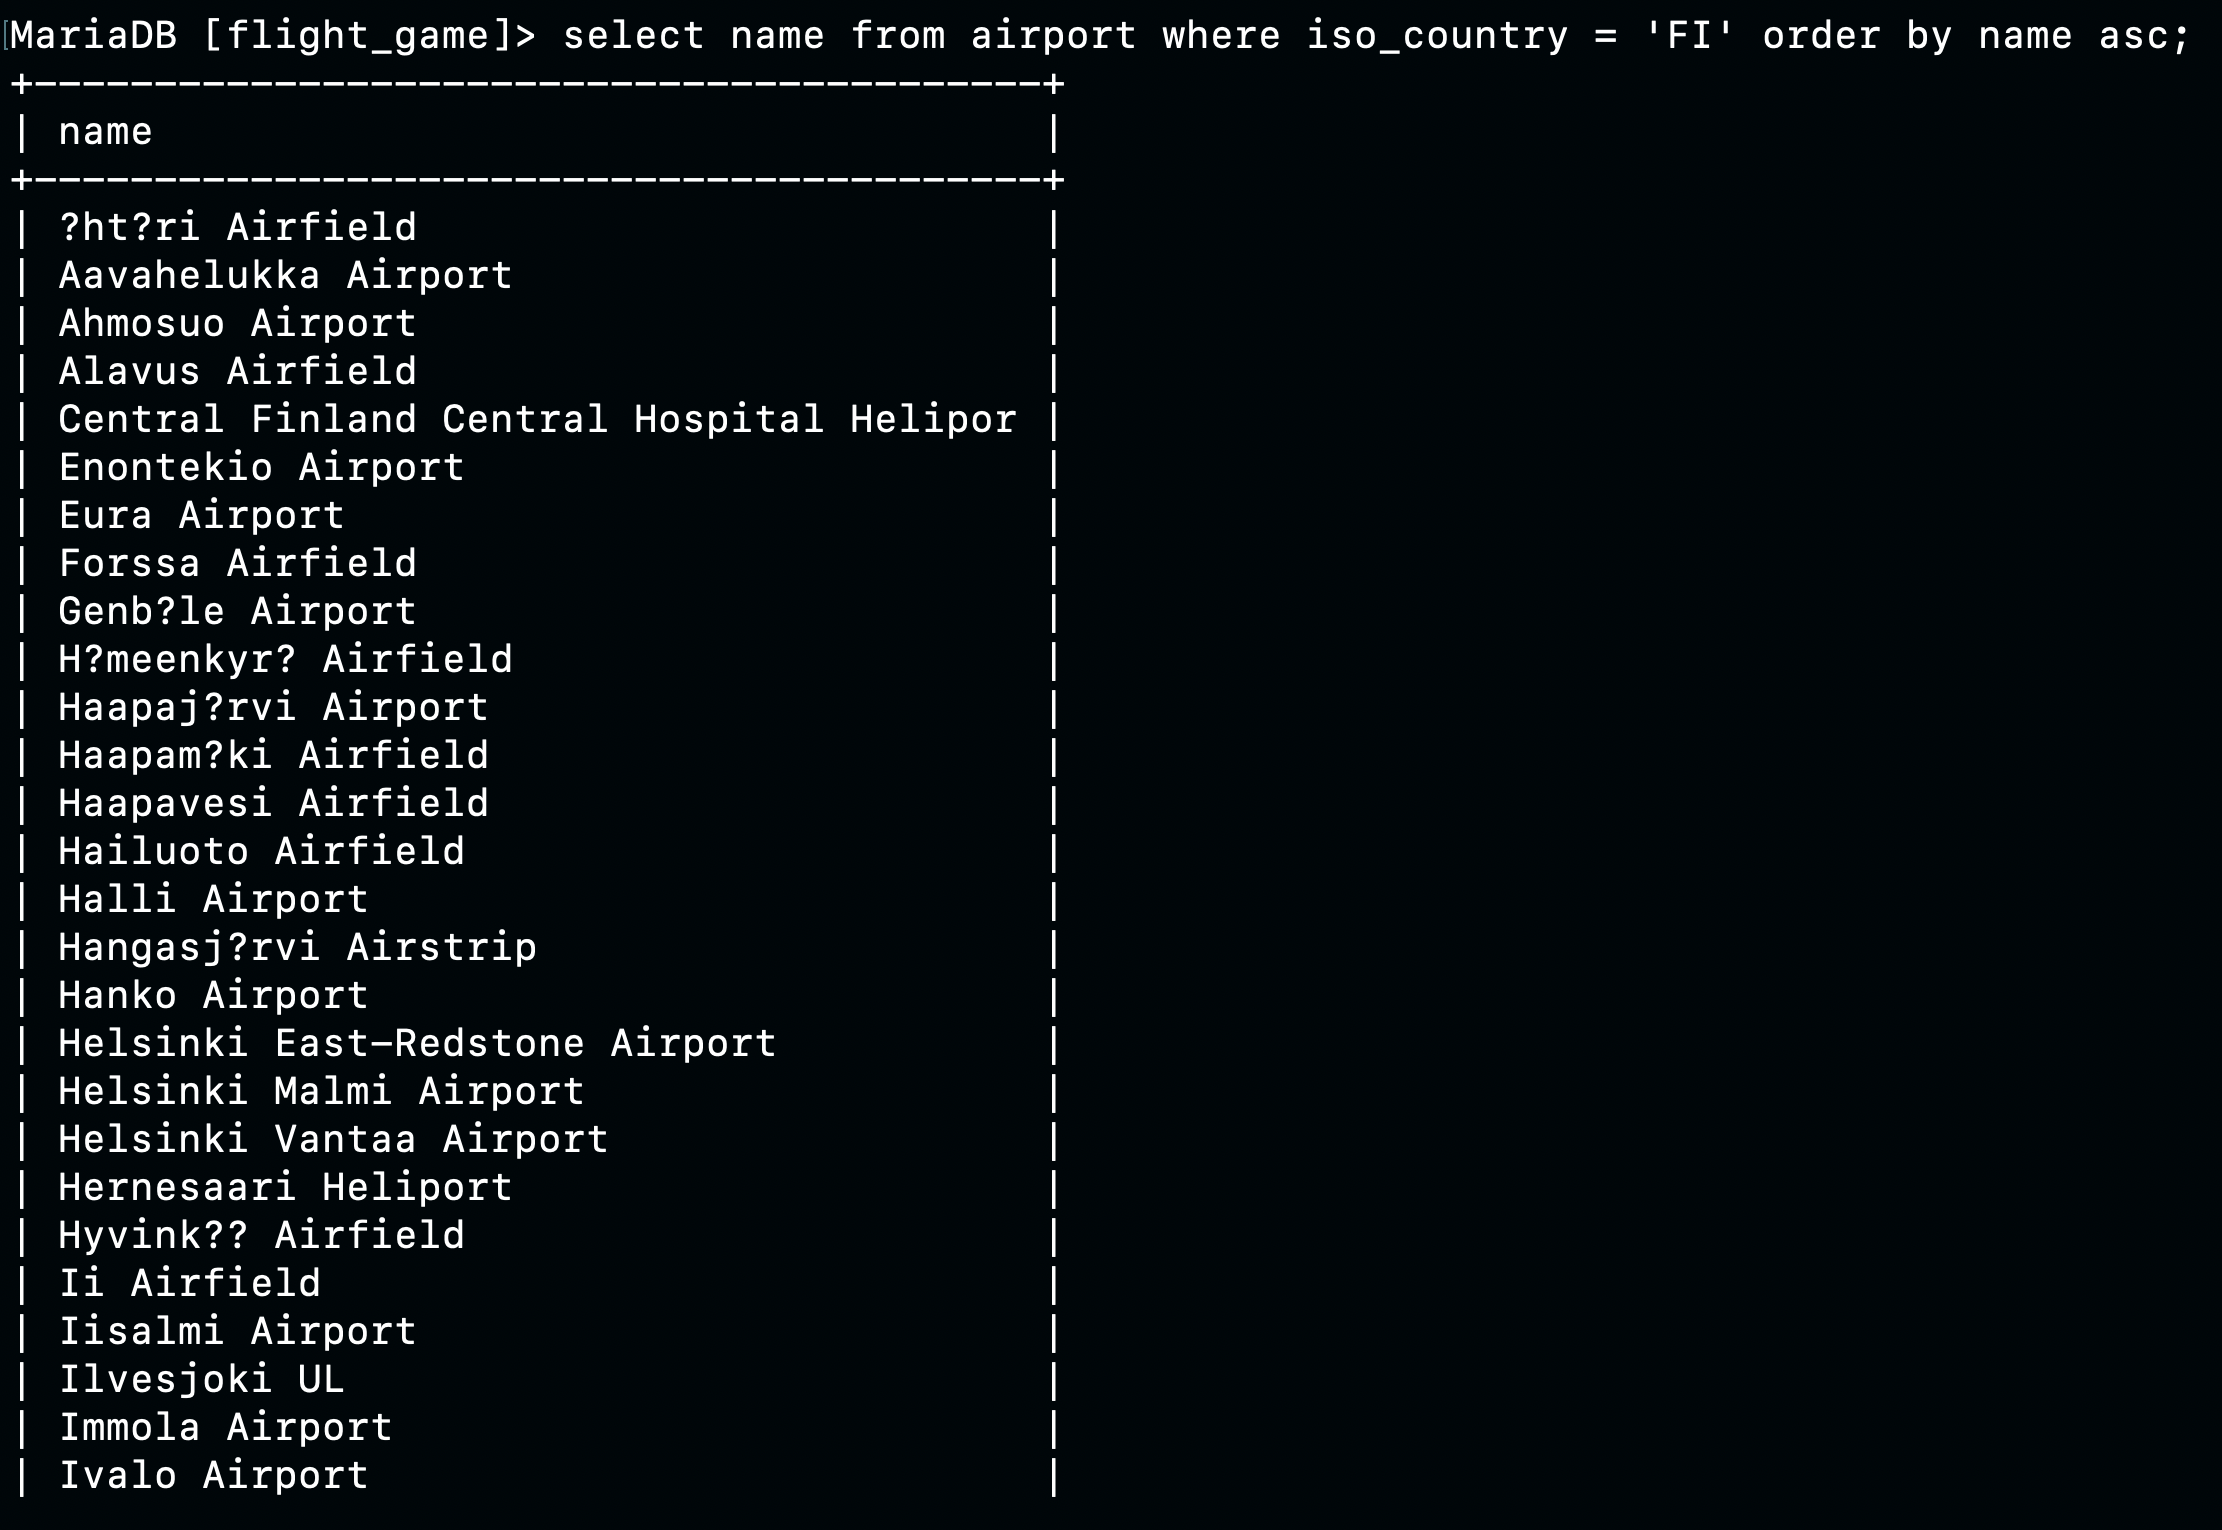 MariaDB [flight_game]> select name from airport where iso_country = 'FI' order by name asc;
+------------------------------------------+
| name                                     |
+------------------------------------------+
| ?ht?ri Airfield                          |
| Aavahelukka Airport                      |
| Ahmosuo Airport                          |
| Alavus Airfield                          |
| Central Finland Central Hospital Helipor |
| Enontekio Airport                        |
| Eura Airport                             |
| Forssa Airfield                          |
| Genb?le Airport                          |
| H?meenkyr? Airfield                      |
| Haapaj?rvi Airport                       |
| Haapam?ki Airfield                       |
| Haapavesi Airfield                       |
| Hailuoto Airfield                        |
| Halli Airport                            |
| Hangasj?rvi Airstrip                     |
| Hanko Airport                            |
| Helsinki East-Redstone Airport           |
| Helsinki Malmi Airport                   |
| Helsinki Vantaa Airport                  |
| Hernesaari Heliport                      |
| Hyvink?? Airfield                        |
| Ii Airfield                              |
| Iisalmi Airport                          |
| Ilvesjoki UL                             |
| Immola Airport                           |
| Ivalo Airport                            |